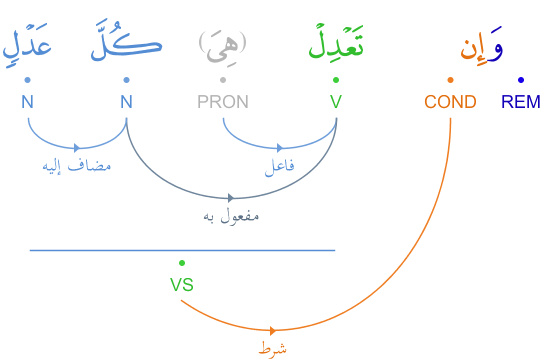 وَإِن تَعْدِلْ (هِيَ) كُلَّ عَدْلٍ
REM COND V PRON N N
فاعل مضاف إليه
مفعول به
VS
شرط